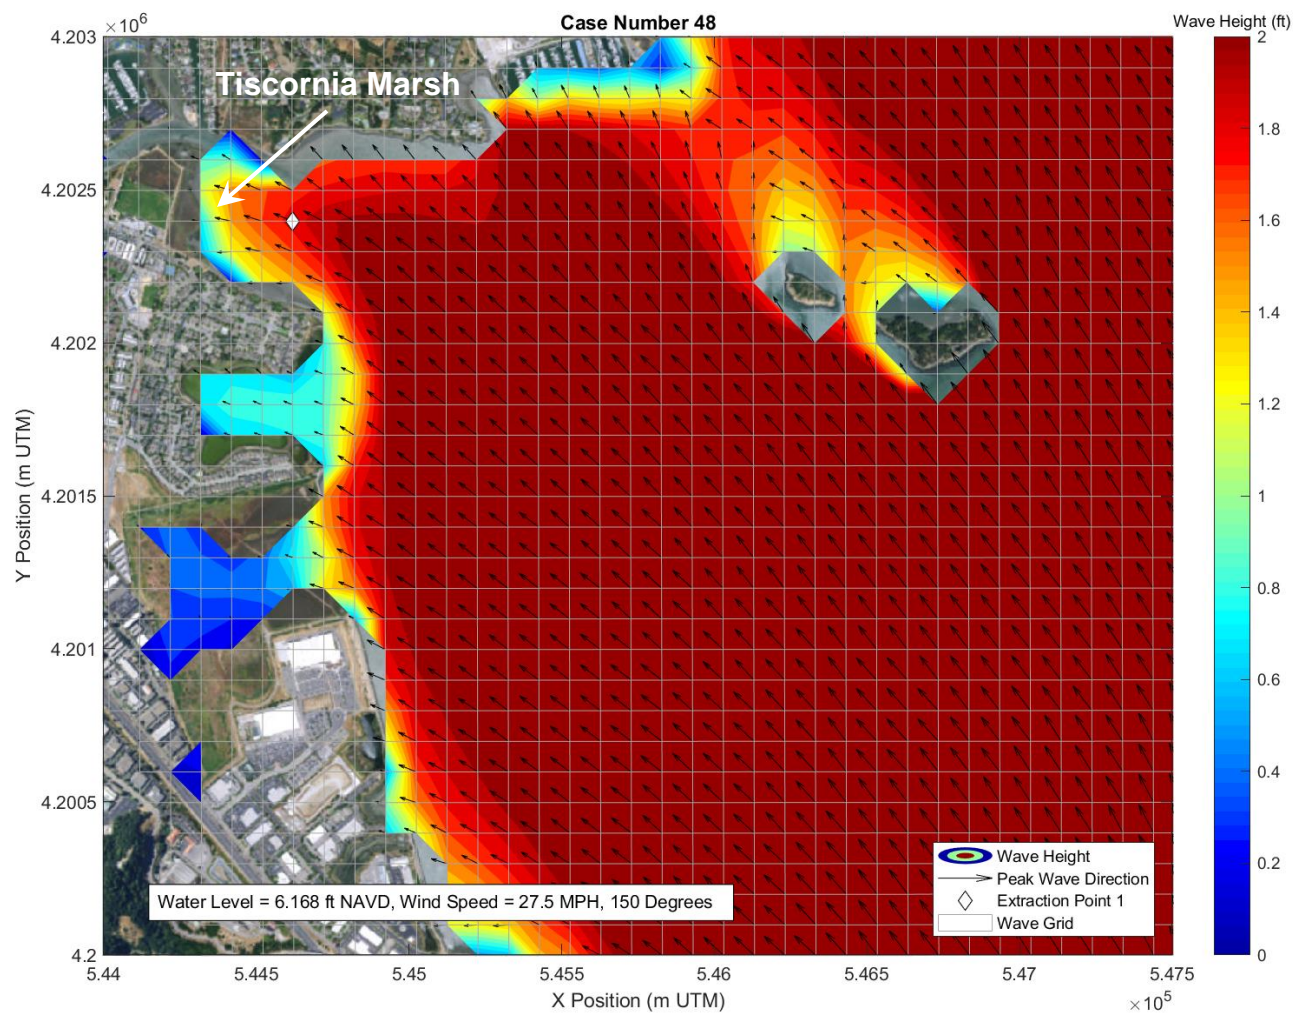 Case Number 48
Wave Height (ft)
×10⁶
4.203
4.2025
4.202
4.2015
4.201
4.2005
4.2
Y Position (m UTM)
Tiscornia Marsh
Wave Height
Peak Wave Direction
Extraction Point 1
Wave Grid
Water Level = 6.168 ft NAVD, Wind Speed = 27.5 MPH, 150 Degrees
5.44
5.445
5.45
5.455
5.46
5.465
5.47
5.475
X Position (m UTM)
×10⁵
2
1.8
1.6
1.4
1.2
1
0.8
0.6
0.4
0.2
0